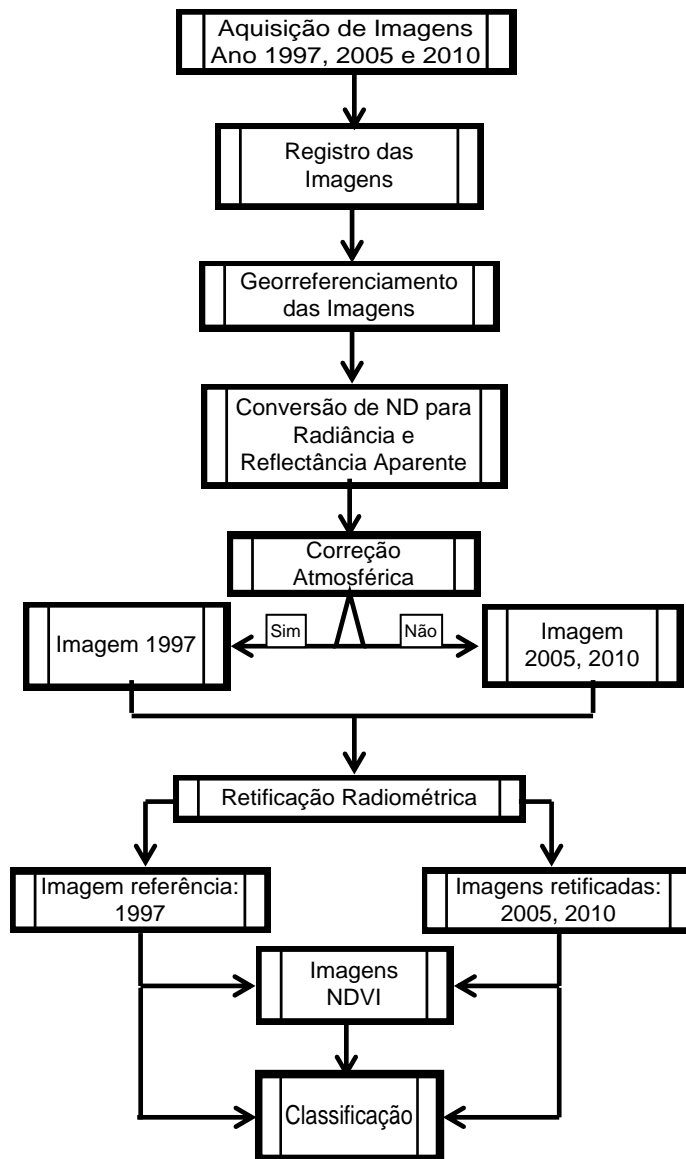 Aquisição de Imagens
Ano 1997, 2005 e 2010
Registro das
Imagens
Georreferenciamento
das Imagens
Conversão de ND para
Radiância e
Reflectância Aparente
Correção
Atmosférica
Sim
Não
Imagem 1997
Imagem
2005, 2010
Retificação Radiométrica
Imagem referência:
1997
Imagens retificadas:
2005, 2010
Imagens
NDVI
Classificação